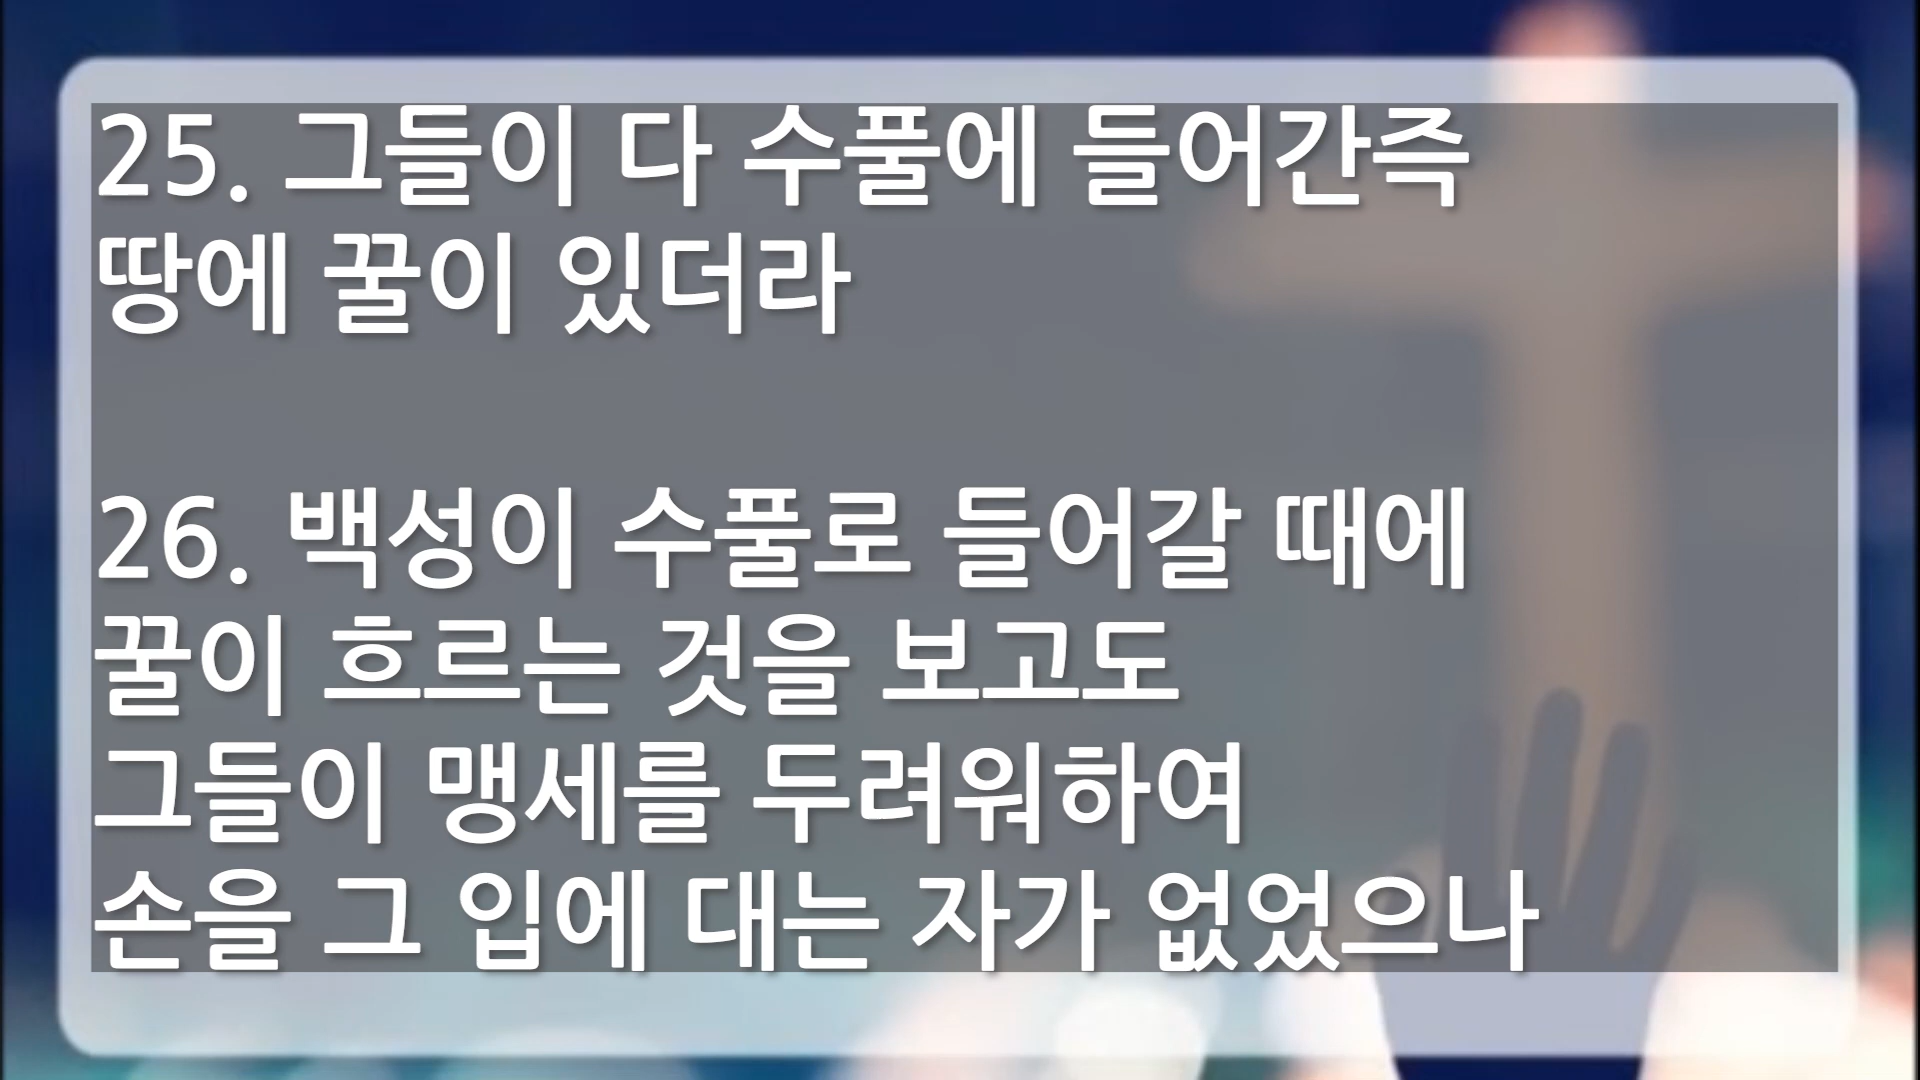 25. 그들이 다 수풀에 들어간즉
땅에 꿀이 있더라
26. 백성이 수풀로 들어갈 때에
꿀이 흐르는 것을 보고도
그들이 맹세를 두려워하여
손을 그 입에 대는 자가 없었으나